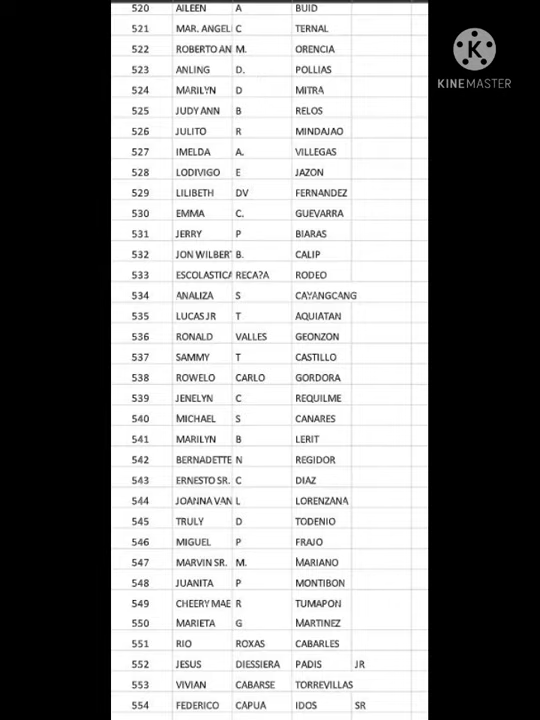 520 AILEEN A BUID
521 MAR. ANGEL C TERNAL
522 ROBERTO AN M. ORENCIA
523 ANLING D. POLLIAS
524 MARILYN D MITRA
525 JUDY ANN B RELOS
526 JULITO R MINDAJAO
527 IMELDA A. VILLEGAS
528 LODIVIGO E JAZON
529 LILIBETH DV FERNANDEZ
530 EMMA C. GUEVARRA
531 JERRY P BIARAS
532 JON WILBERT B. CALIP
533 ESCOLASTICA RECA?A RODEO
534 ANALIZA S CAYANGCANG
535 LUCAS JR T AQUIATAN
536 RONALD VALLES GEONZON
537 SAMMY T CASTILLO
538 ROWELO CARLO GORDORA
539 JENELYN C REQUILME
540 MICHAEL S CANARES
541 MARILYN B LERIT
542 BERNADETTE N REGIDOR
543 ERNESTO SR. C DIAZ
544 JOANNA VAN L LORENZANA
545 TRULY D TODENIO
546 MIGUEL P FRAJO
547 MARVIN SR. M. MARIANO
548 JUANITA P MONTIBON
549 CHEERY MAE R TUMAPON
550 MARIETA G MARTINEZ
551 RIO ROXAS CABARLES
552 JESUS DIESSIERA PADIS JR
553 VIVIAN CABARSE TORREVILLAS
554 FEDERICO CAPUA IDOS SR
KINEMASTER